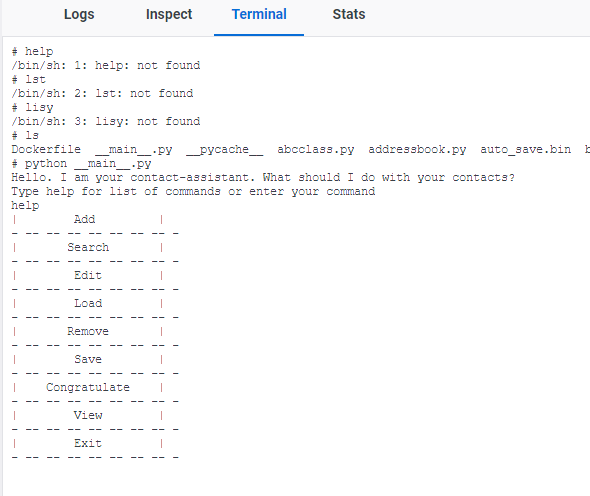 Logs Inspect Terminal Stats
# help
/bin/sh: 1: help: not found
# lst
/bin/sh: 2: lst: not found
# lisy
/bin/sh: 3: lisy: not found
# ls
Dockerfile __main__.py __pycache__ abcclass.py addressbook.py auto_save.bin
# python __main__.py
Hello. I am your contact-assistant. What should I do with your contacts?
Type help for list of commands or enter your command
help
| Add |
- -- -- -- -- -- -- -- -
| Search |
- -- -- -- -- -- -- -- -
| Edit |
- -- -- -- -- -- -- -- -
| Load |
- -- -- -- -- -- -- -- -
| Remove |
- -- -- -- -- -- -- -- -
| Save |
- -- -- -- -- -- -- -- -
| Congratulate |
- -- -- -- -- -- -- -- -
| View |
- -- -- -- -- -- -- -- -
| Exit |
- -- -- -- -- -- -- -- -